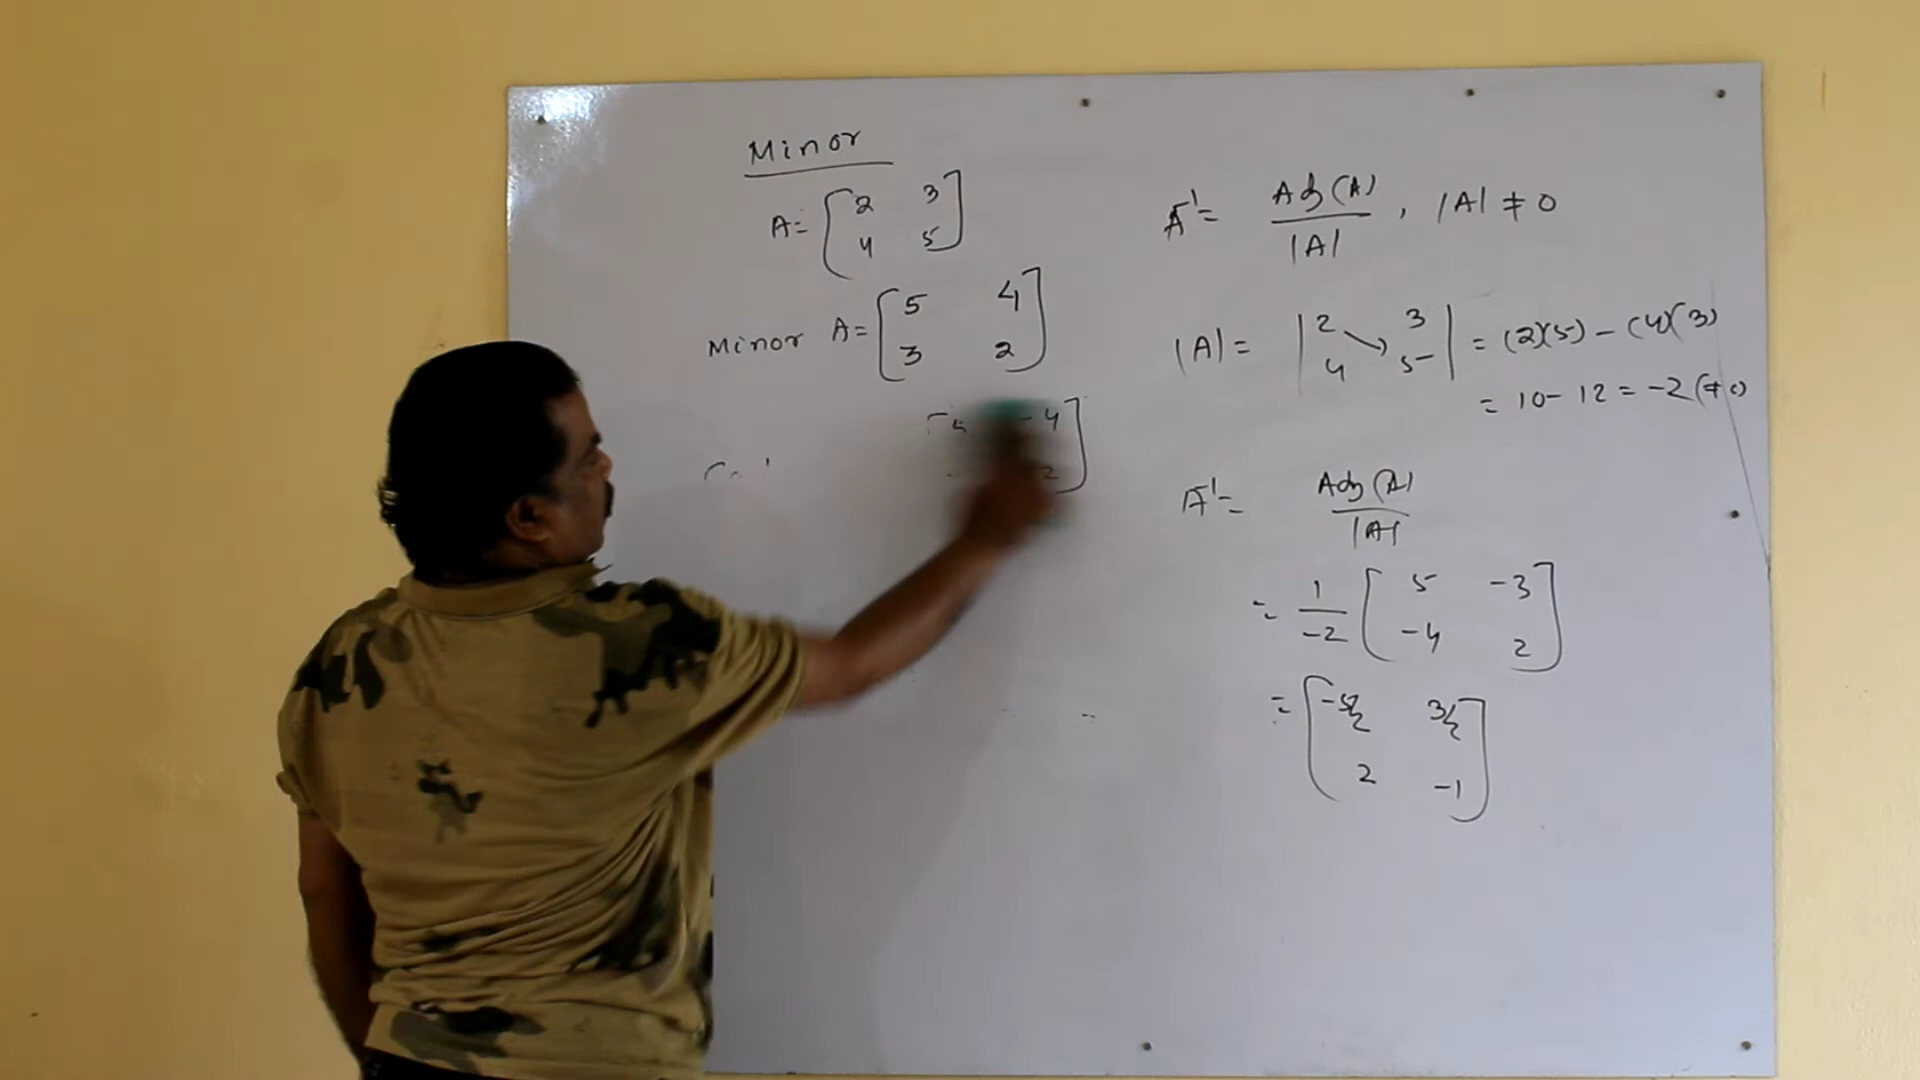 Minor
A= [2 3
4 5]
Minor A= [5 4
3 2]
- 4]
2]
A⁻¹= Adj(A) / |A| , |A| ≠ 0
|A| = |2 3
4 5| = (2)(5) - (4)(3)
= 10 - 12 = -2 (≠0)
A⁻¹= Adj(A) / |A|
= 1/-2 [5 -3
-4 2]
= [-5/2 3/2
2 -1]